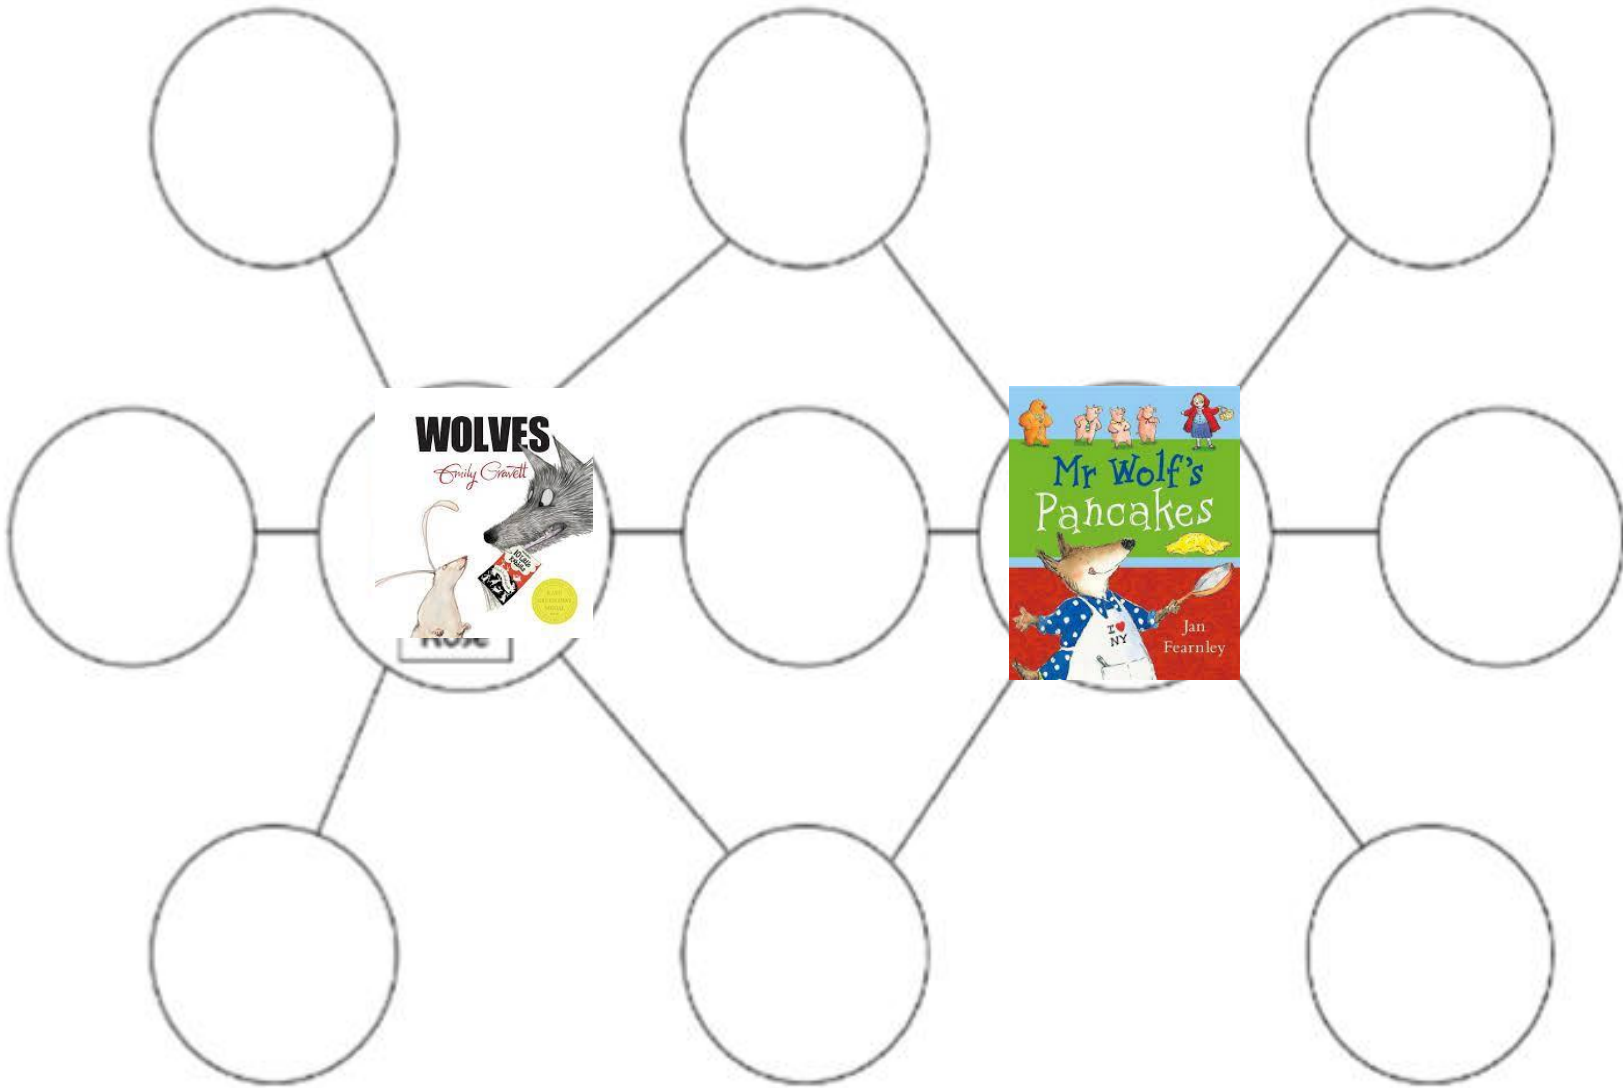 WOLVES
Emily Gravett
Mr Wolf's
Pancakes
I ♥
NY
Jan
Fearnley